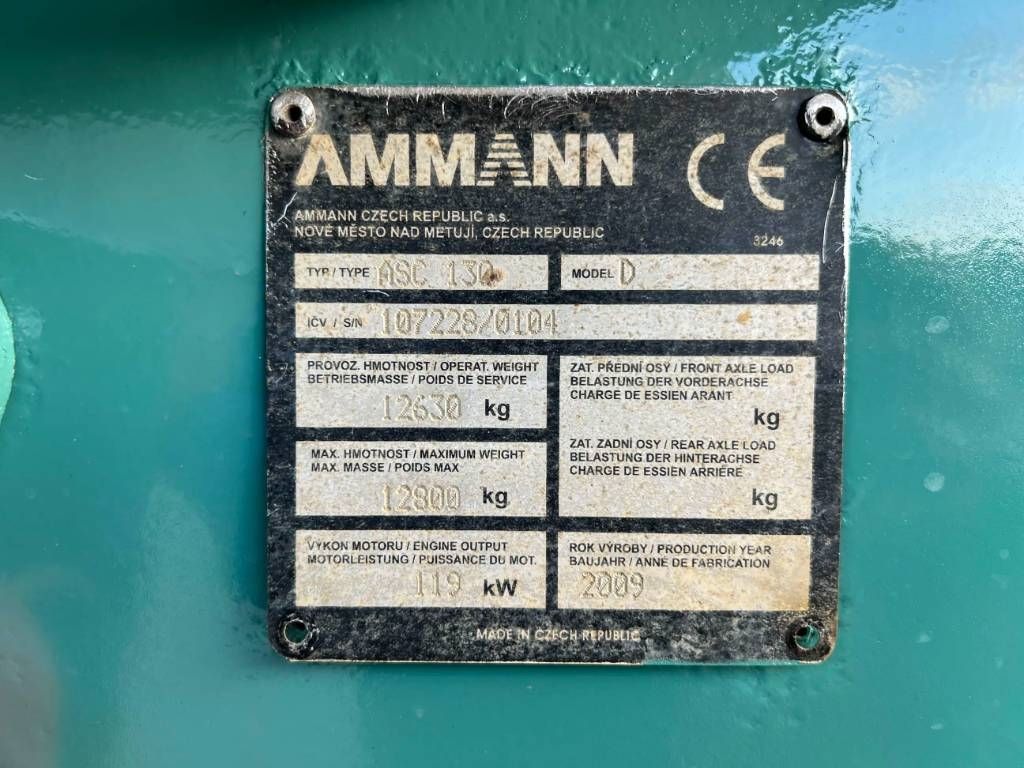 AMMANN CE
AMMANN CZECH REPUBLIC a.s.
NOVÉ MĚSTO NAD METUJÍ, CZECH REPUBLIC
3246
TYP / TYPE ASC 130 MODEL D
IČV / S/N 107228/0104
PROVOZ. HMOTNOST / OPERAT. WEIGHT
BETRIEBSMASSE / POIDS DE SERVICE
12630 kg
ZAT. PŘEDNÍ OSY / FRONT AXLE LOAD
BELASTUNG DER VORDERACHSE
CHARGE DE ESSIEN ARANT
kg
MAX. HMOTNOST / MAXIMUM WEIGHT
MAX. MASSE / POIDS MAX
12800 kg
ZAT. ZADNÍ OSY / REAR AXLE LOAD
BELASTUNG DER HINTERACHSE
CHARGE DE ESSIEN ARRIÉRE
kg
VÝKON MOTORU / ENGINE OUTPUT
MOTORLEISTUNG / PUISSANCE DU MOT.
119 kW
ROK VÝROBY / PRODUCTION YEAR
BAUJAHR / ANNE DE FABRICATION
2009
MADE IN CZECH REPUBLIC